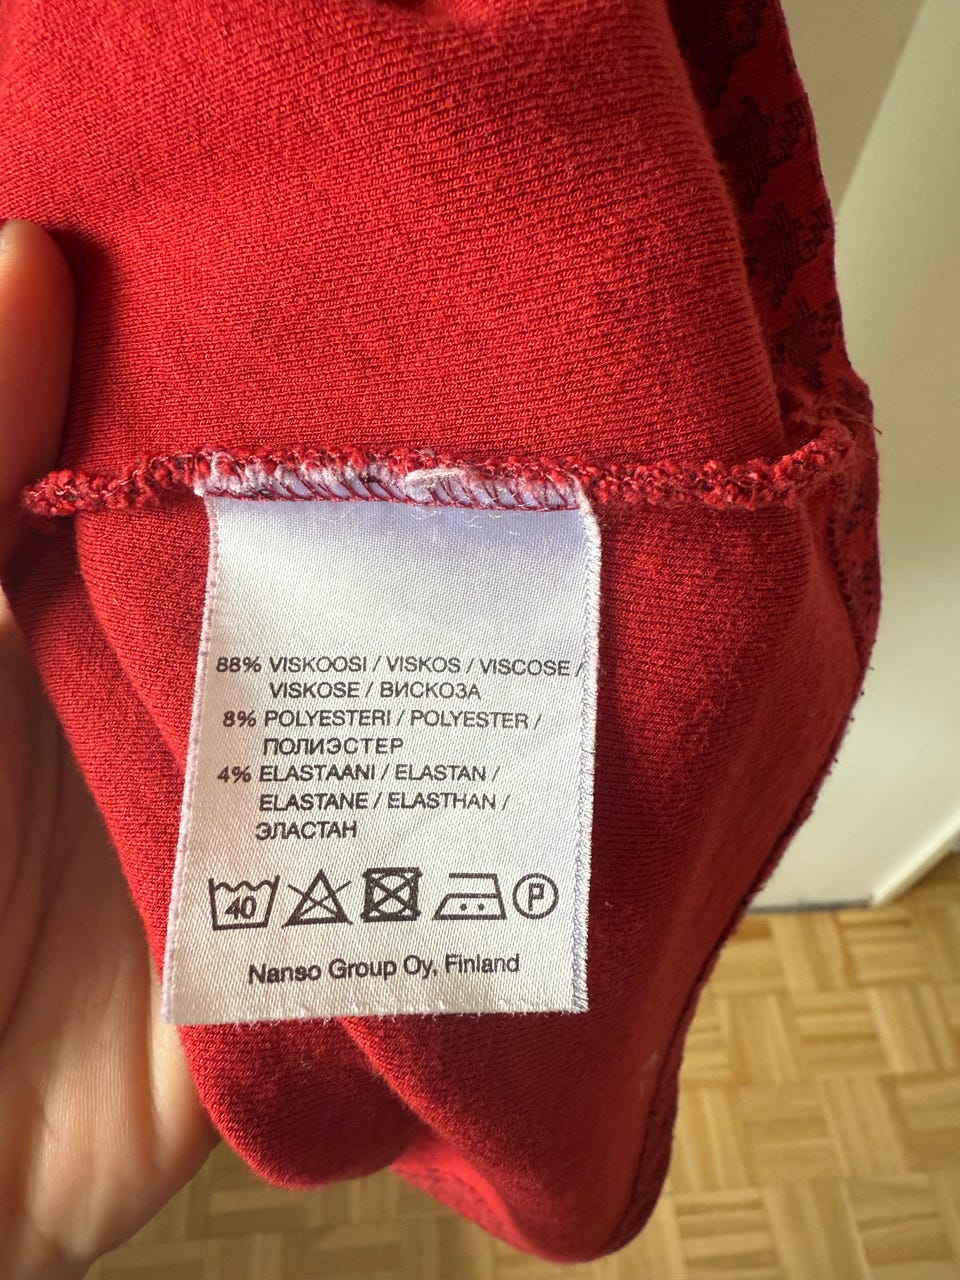 88% VISKOOSI / VISKOS / VISCOSE /
VISKOSE / ВИСКОЗА
8% POLYESTERI / POLYESTER /
ПОЛИЭСТЕР
4% ELASTAANI / ELASTAN /
ELASTANE / ELASTHAN /
ЭЛАСТАН
40 P
Nanso Group Oy, Finland